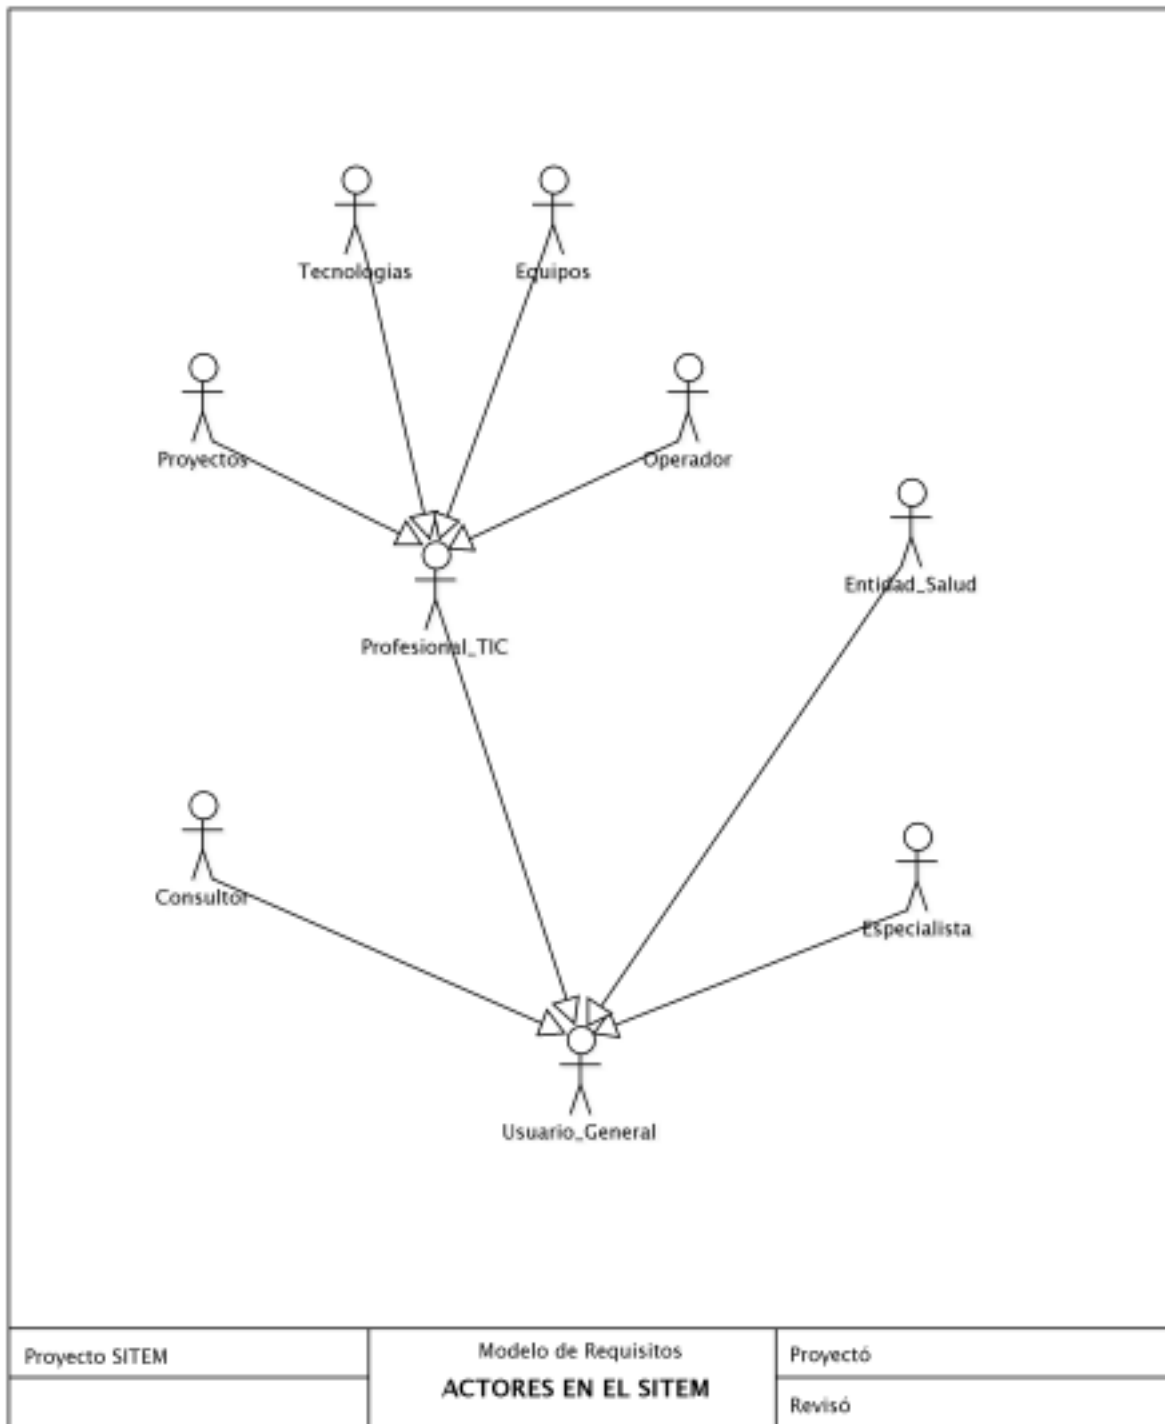 Tecnologias
Equipos
Proyectos
Operador
Entidad_Salud
Profesional_TIC
Consultor
Especialista
Usuario_General
Proyecto SITEM
Modelo de Requisitos
ACTORES EN EL SITEM
Proyectó
Revisó